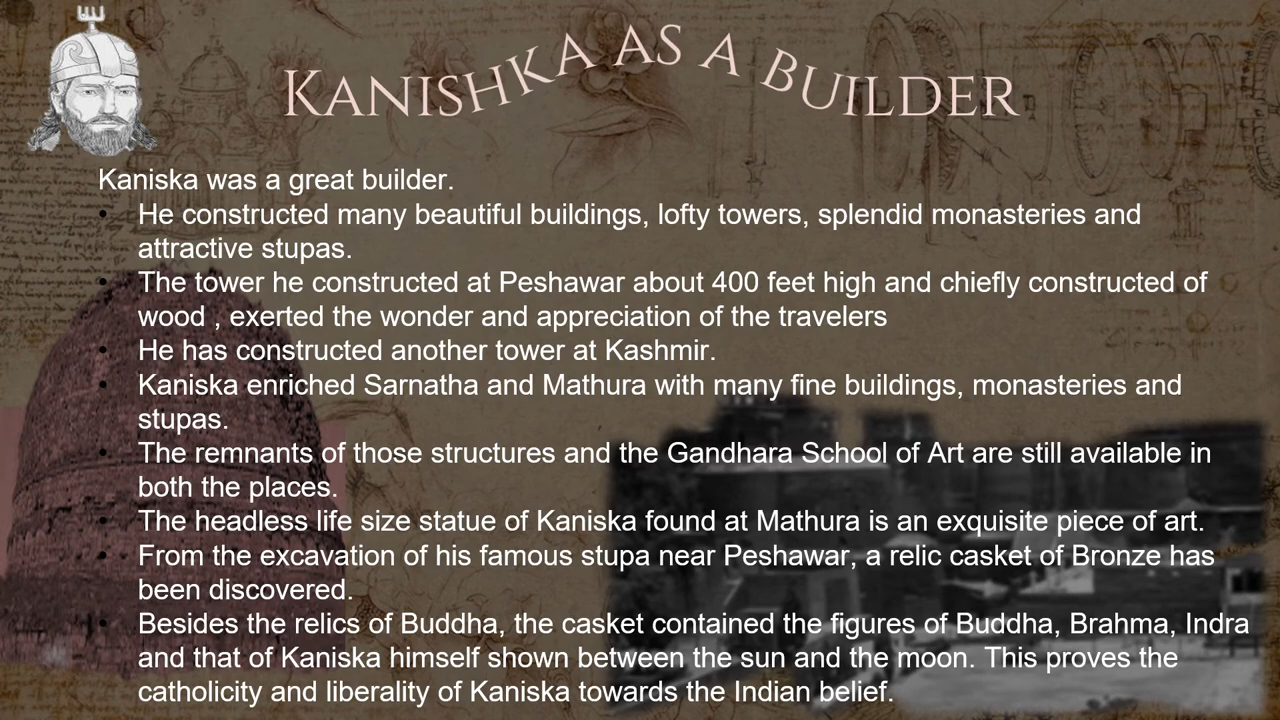 KANISHKA AS A BUILDER
Kaniska was a great builder.
• He constructed many beautiful buildings, lofty towers, splendid monasteries and
attractive stupas.
• The tower he constructed at Peshawar about 400 feet high and chiefly constructed of
wood , exerted the wonder and appreciation of the travelers
• He has constructed another tower at Kashmir.
• Kaniska enriched Sarnatha and Mathura with many fine buildings, monasteries and
stupas.
• The remnants of those structures and the Gandhara School of Art are still available in
both the places.
• The headless life size statue of Kaniska found at Mathura is an exquisite piece of art.
• From the excavation of his famous stupa near Peshawar, a relic casket of Bronze has
been discovered.
• Besides the relics of Buddha, the casket contained the figures of Buddha, Brahma, Indra
and that of Kaniska himself shown between the sun and the moon. This proves the
catholicity and liberality of Kaniska towards the Indian belief.